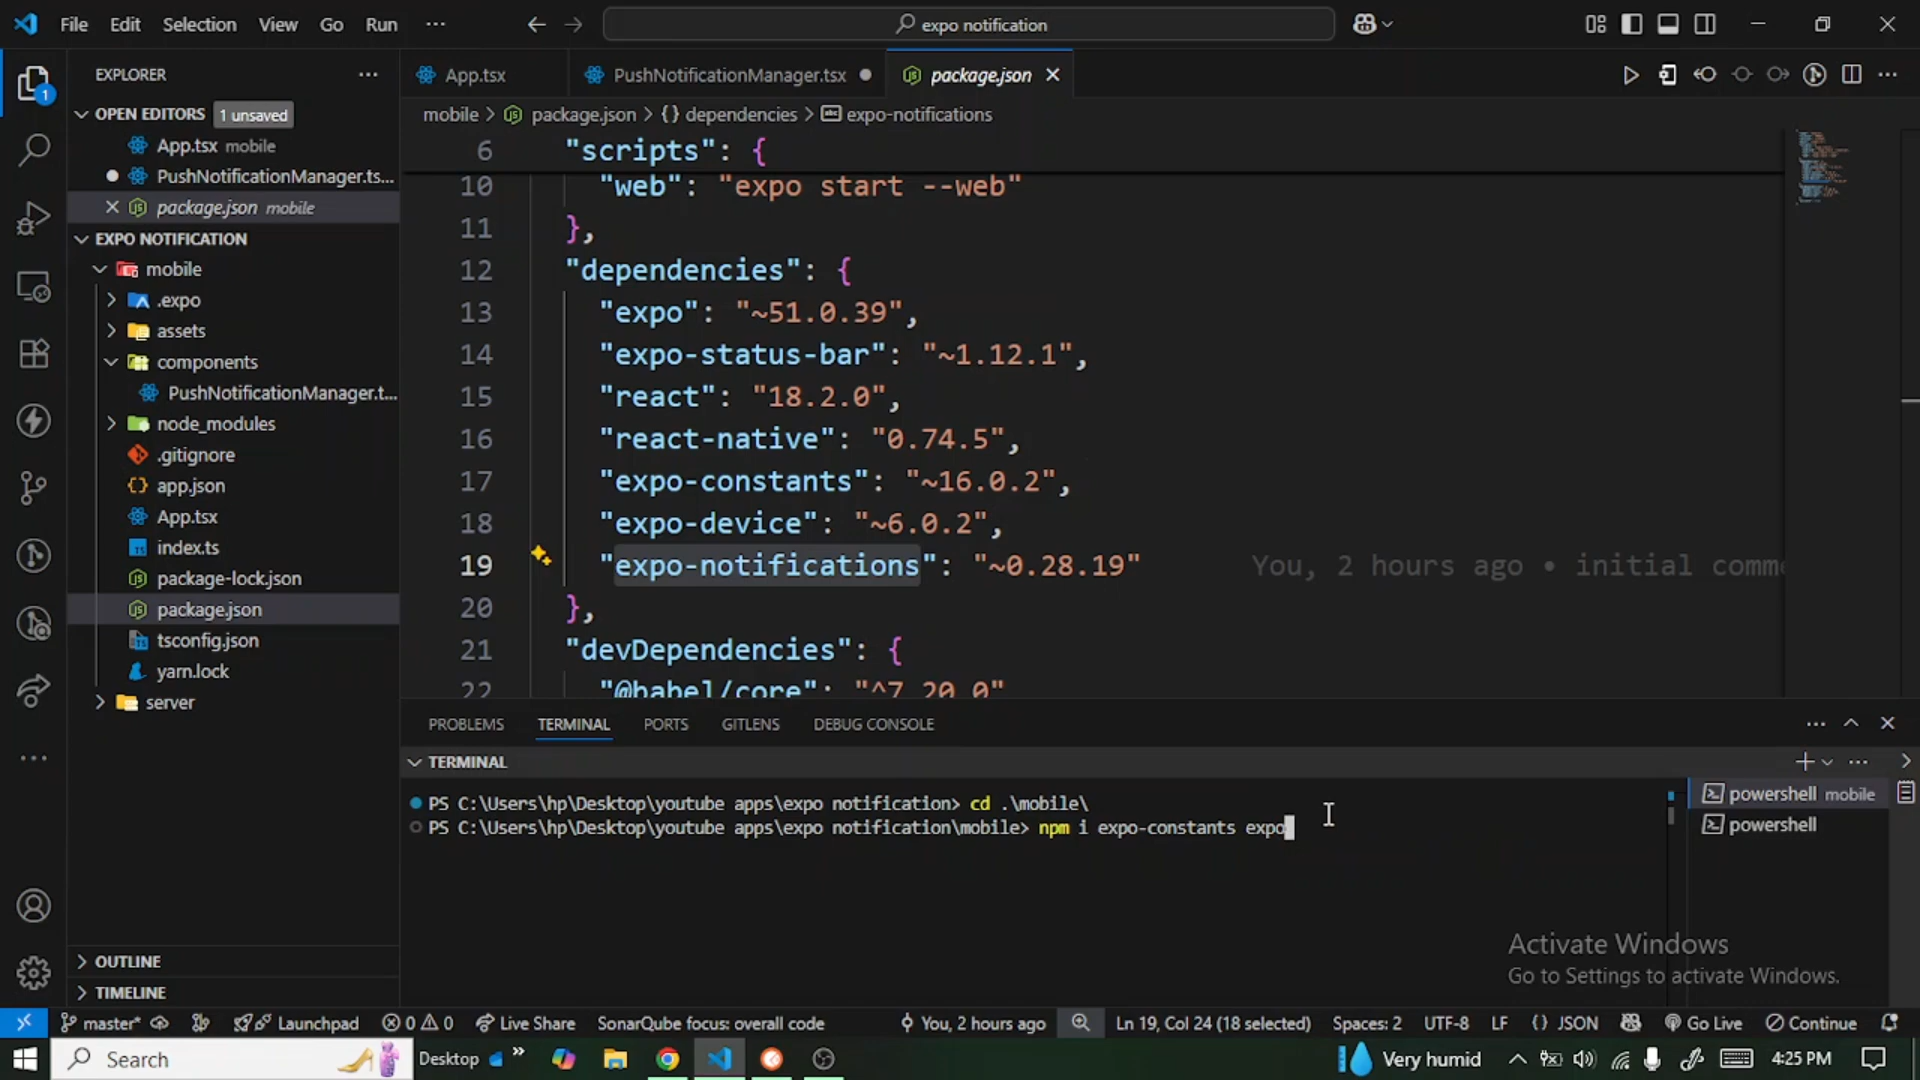 File Edit Selection View Go Run ···
expo notification
EXPLORER
OPEN EDITORS 1 unsaved
App.tsx mobile
PushNotificationManager.ts...
package.json mobile
EXPO NOTIFICATION
mobile
.expo
assets
components
PushNotificationManager.t...
node_modules
.gitignore
app.json
App.tsx
index.ts
package-lock.json
package.json
tsconfig.json
yarn.lock
server
OUTLINE
TIMELINE
App.tsx PushNotificationManager.tsx package.json
mobile > package.json > {} dependencies > expo-notifications
6 "scripts": {
10 "web": "expo start --web"
11 },
12 "dependencies": {
13 "expo": "~51.0.39",
14 "expo-status-bar": "~1.12.1",
15 "react": "18.2.0",
16 "react-native": "0.74.5",
17 "expo-constants": "~16.0.2",
18 "expo-device": "~6.0.2",
19 "expo-notifications": "~0.28.19" You, 2 hours ago • initial comm
20 },
21 "devDependencies": {
22 "@babel/core": "^7.20.0"
PROBLEMS TERMINAL PORTS GITLENS DEBUG CONSOLE
TERMINAL
PS C:\Users\hp\Desktop\youtube apps\expo notification> cd .\mobile\
PS C:\Users\hp\Desktop\youtube apps\expo notification\mobile> npm i expo-constants expo
powershell mobile
powershell
Activate Windows
Go to Settings to activate Windows.
master* Launchpad 0 0 Live Share SonarQube focus: overall code You, 2 hours ago Ln 19, Col 24 (18 selected) Spaces: 2 UTF-8 LF {} JSON Go Live Continue
Search Desktop » Very humid 4:25 PM